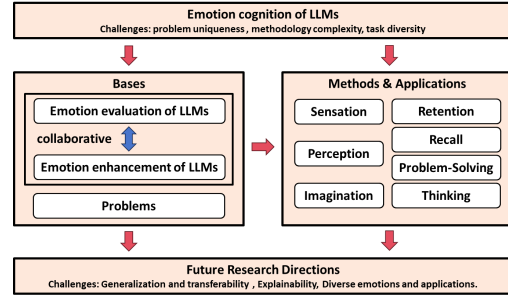 Emotion cognition of LLMs
Challenges: problem uniqueness, methodology complexity, task diversity
Bases
Emotion evaluation of LLMs
collaborative
Emotion enhancement of LLMs
Problems
Methods & Applications
Sensation
Perception
Imagination
Retention
Recall
Problem-Solving
Thinking
Future Research Directions
Challenges: Generalization and transferability , Explainability, Diverse emotions and applications.